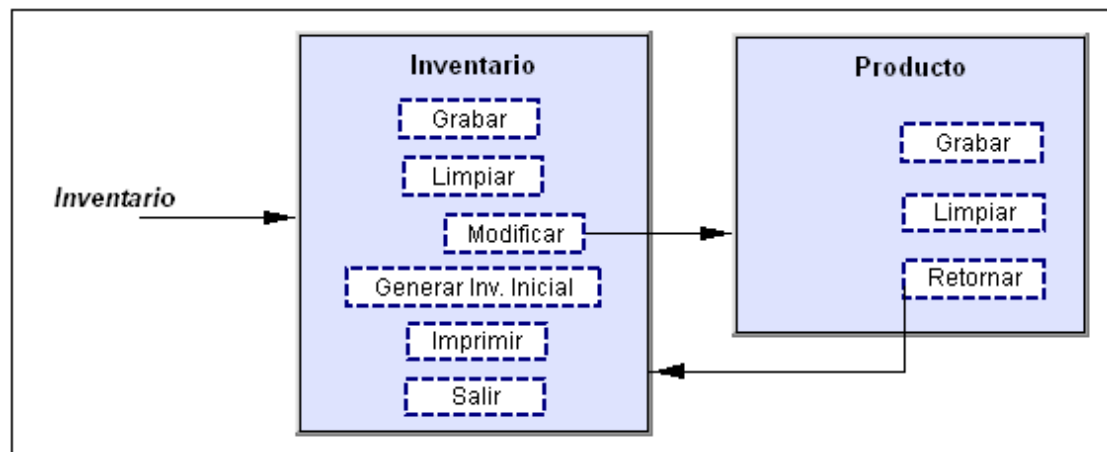 Inventario
Inventario
Grabar
Limpiar
Modificar
Generar Inv. Inicial
Imprimir
Salir
Producto
Grabar
Limpiar
Retornar